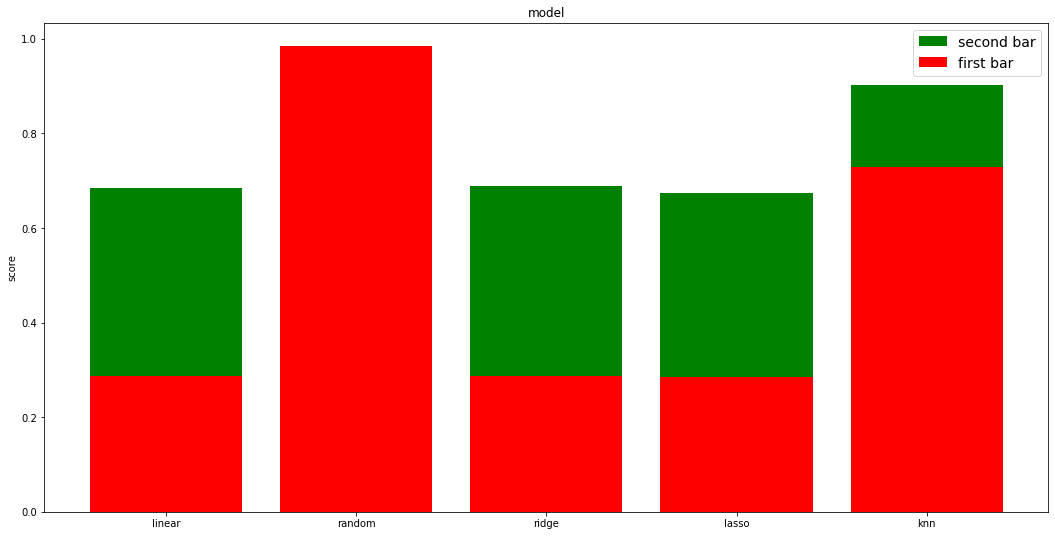 model
second bar
first bar
1.0
0.8
0.6
0.4
0.2
0.0
score
linear random ridge lasso knn